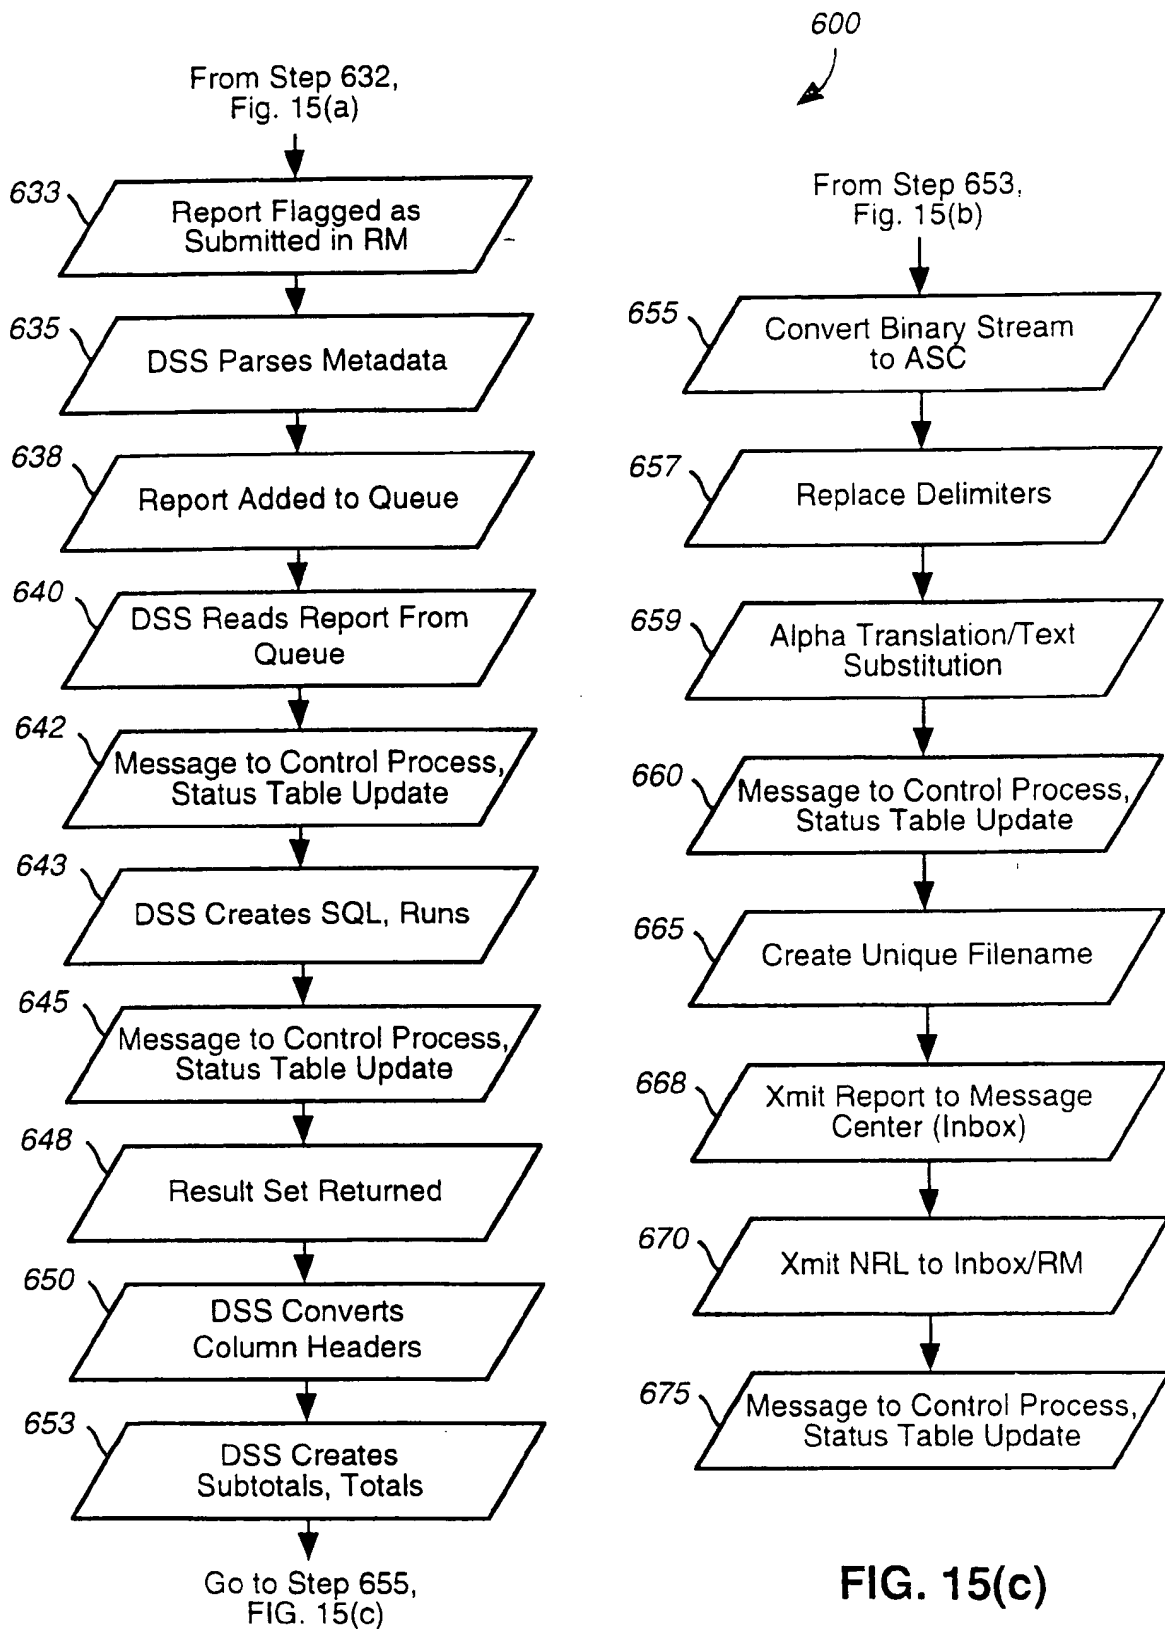 600
From Step 632,
Fig. 15(a)
633
Report Flagged as
Submitted in RM
635
DSS Parses Metadata
638
Report Added to Queue
640
DSS Reads Report From
Queue
642
Message to Control Process,
Status Table Update
643
DSS Creates SQL, Runs
645
Message to Control Process,
Status Table Update
648
Result Set Returned
650
DSS Converts
Column Headers
653
DSS Creates
Subtotals, Totals
Go to Step 655,
FIG. 15(c)
From Step 653,
Fig. 15(b)
655
Convert Binary Stream
to ASC
657
Replace Delimiters
659
Alpha Translation/Text
Substitution
660
Message to Control Process,
Status Table Update
665
Create Unique Filename
668
Xmit Report to Message
Center (Inbox)
670
Xmit NRL to Inbox/RM
675
Message to Control Process,
Status Table Update
FIG. 15(c)